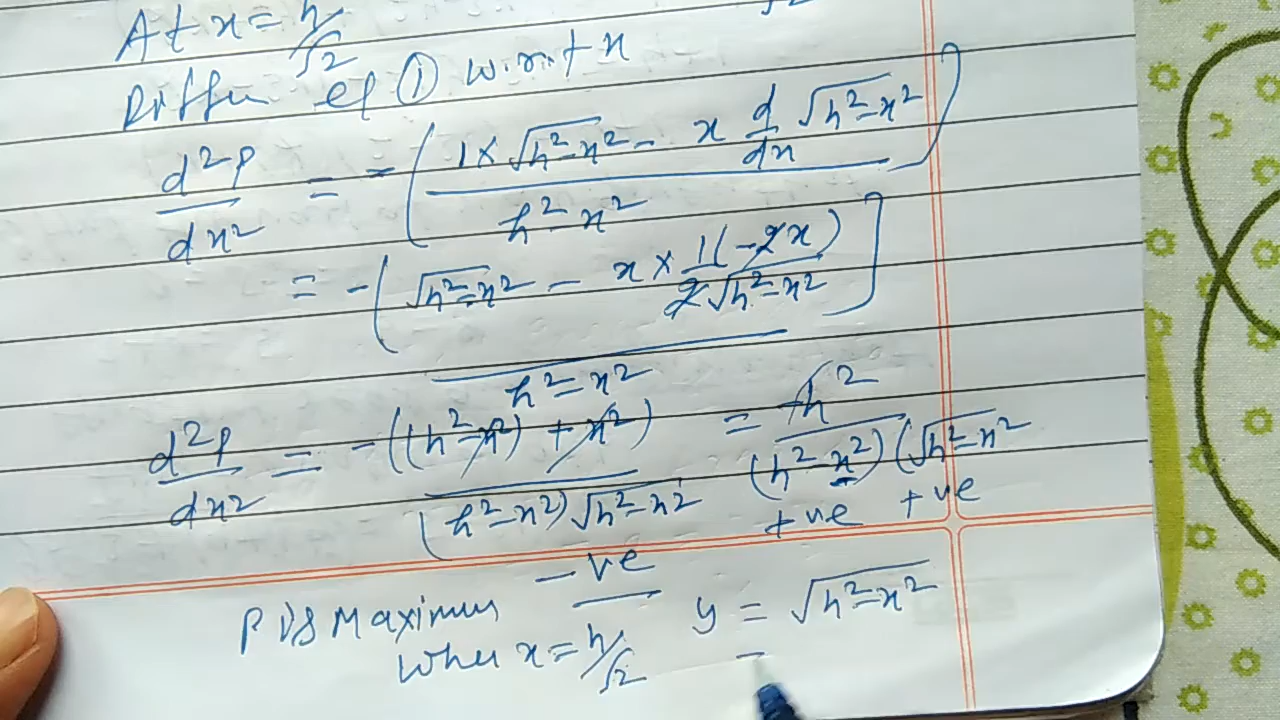 At x = h/√2
Differ eq ① w.r.t x
d²P/dx² = -(1×√h²-x² - x d/dx √h²-x² / h²-x²)
= -(√h²-x² - x × 1(-2x)/2√h²-x²) / h²-x²
d²P/dx² = -((h²-x²) + x²) / (h²-x²)√h²-x² = -h² / (h²-x²)(√h²-x²
+ve +ve
-ve
P is Maximum y = √h²-x²
When x = h/√2 =